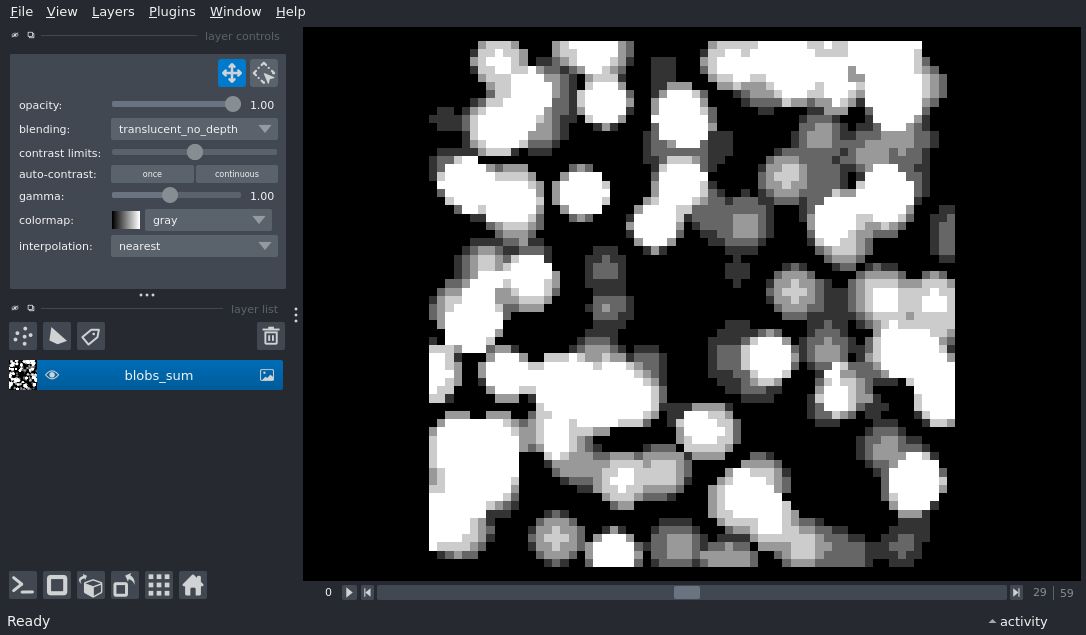 File View Layers Plugins Window Help
layer controls
opacity: 1.00
blending: translucent_no_depth
contrast limits:
auto-contrast: once continuous
gamma: 1.00
colormap: gray
interpolation: nearest
layer list
blobs_sum
0 29 59
Ready activity